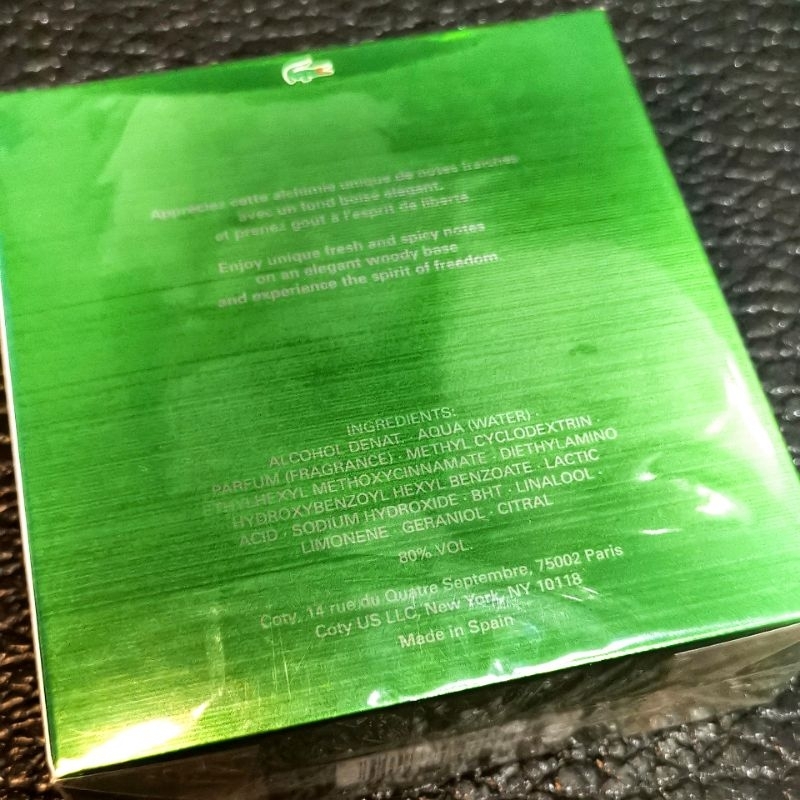 Appréciez cette alchimie unique de notes fraîches
avec un fond boisé élégant.
et prenez goût à l'esprit de liberté.
Enjoy unique fresh and spicy notes
on an elegant woody base
and experience the spirit of freedom.
INGREDIENTS:
ALCOHOL DENAT. · AQUA (WATER) ·
PARFUM (FRAGRANCE) · METHYL CYCLODEXTRIN ·
ETHYLHEXYL METHOXYCINNAMATE · DIETHYLAMINO
HYDROXYBENZOYL HEXYL BENZOATE · LACTIC
ACID · SODIUM HYDROXIDE · BHT · LINALOOL ·
LIMONENE · GERANIOL · CITRAL
80% VOL.
Coty, 14 rue du Quatre Septembre, 75002 Paris
Coty US LLC, New York, NY 10118
Made in Spain